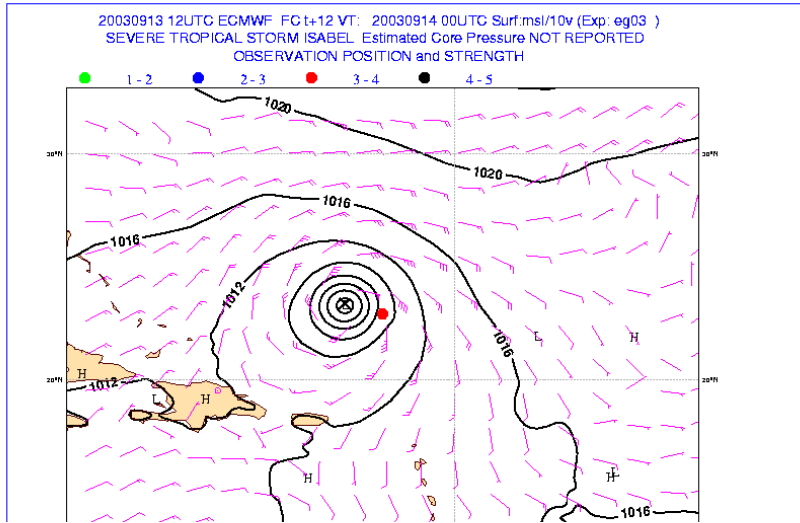 20030913 12UTC ECMWF FC t+12 VT: 20030914 00UTC Surf:msl/10v (Exp: eg03 )
SEVERE TROPICAL STORM ISABEL Estimated Core Pressure NOT REPORTED
OBSERVATION POSITION and STRENGTH
1 - 2 2 - 3 3 - 4 4 - 5
1020
30°N 30°N
1020
1016
1016
1012
1016
L H
H
1012
20°N 20°N
L H
H
H L
1016